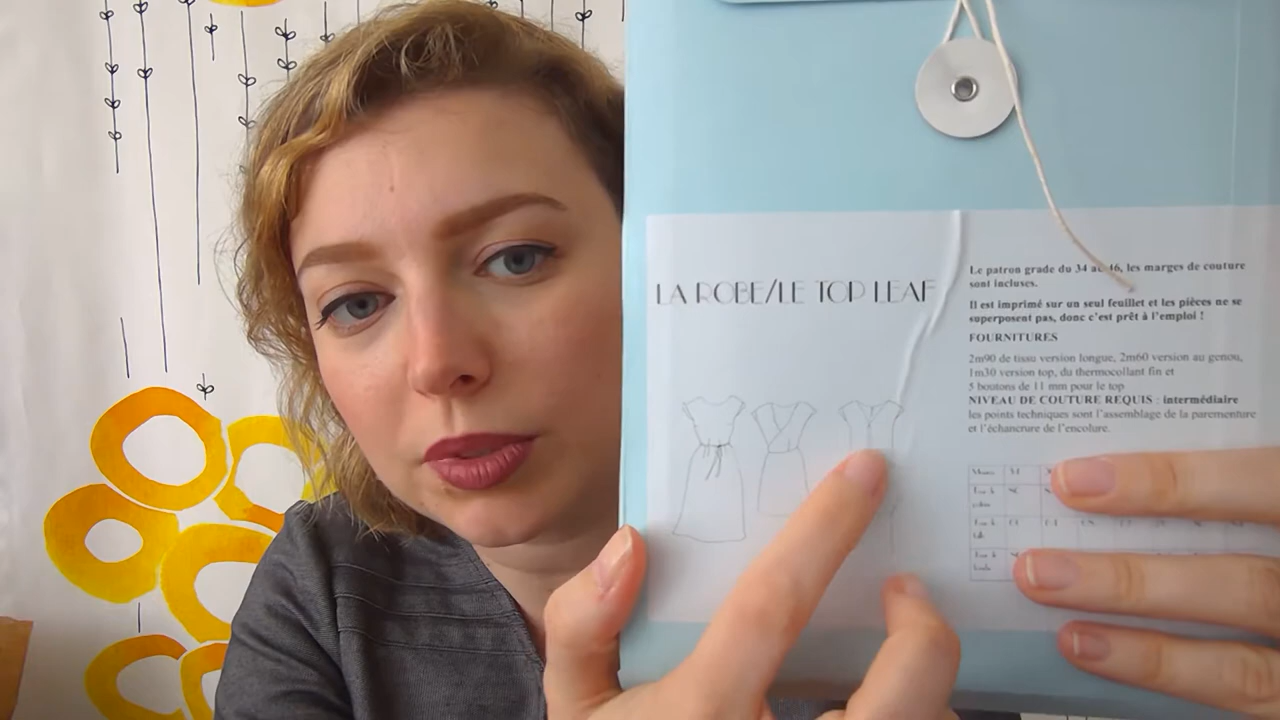 LA ROBE/LE TOP LEAF
Le patron grade du 34 au 46, les marges de couture
sont incluses.
Il est imprimé sur un seul feuillet et les pièces ne se
superposent pas, donc c'est prêt à l'emploi !
FOURNITURES
2m90 de tissu version longue, 2m60 version au genou,
1m30 version top, du thermocollant fin et
5 boutons de 11 mm pour le top
NIVEAU DE COUTURE REQUIS : intermédiaire
les points techniques sont l'assemblage de la parementure
et l'échancrure de l'encolure.